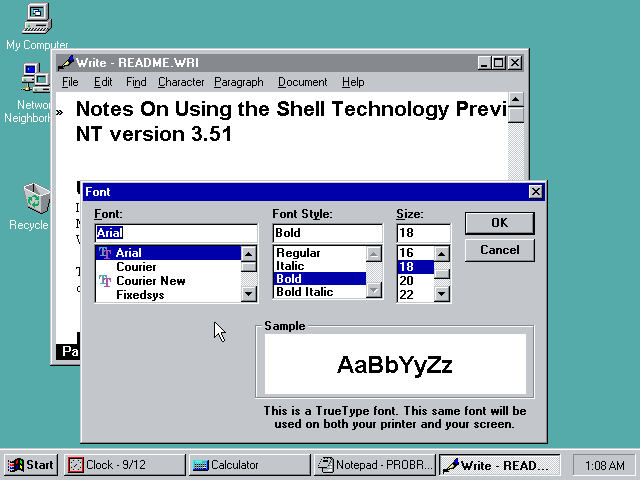 My Computer
Network
Neighborh
Recycle
Write - README.WRI
File Edit Find Character Paragraph Document Help
» Notes On Using the Shell Technology Previ
NT version 3.51
Pa
Font
Font: Font Style: Size:
Arial Bold 18
OK
Cancel
Arial
Courier
Courier New
Fixedsys
Regular
Italic
Bold
Bold Italic
16
18
20
22
Sample
AaBbYyZz
This is a TrueType font. This same font will be
used on both your printer and your screen.
Start Clock - 9/12 Calculator Notepad - PROBR... Write - READ... 1:08 AM